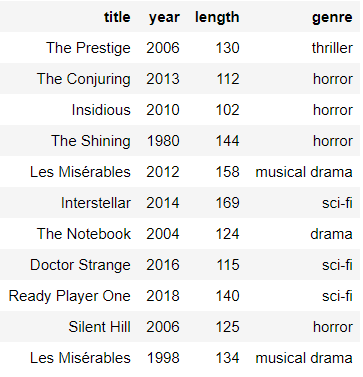 title year length genre
The Prestige 2006 130 thriller
The Conjuring 2013 112 horror
Insidious 2010 102 horror
The Shining 1980 144 horror
Les Misérables 2012 158 musical drama
Interstellar 2014 169 sci-fi
The Notebook 2004 124 drama
Doctor Strange 2016 115 sci-fi
Ready Player One 2018 140 sci-fi
Silent Hill 2006 125 horror
Les Misérables 1998 134 musical drama